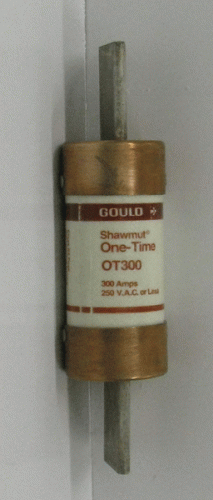 GOULD
Shawmut®
One-Time
OT300
300 Amps
250 V.A.C. or Less